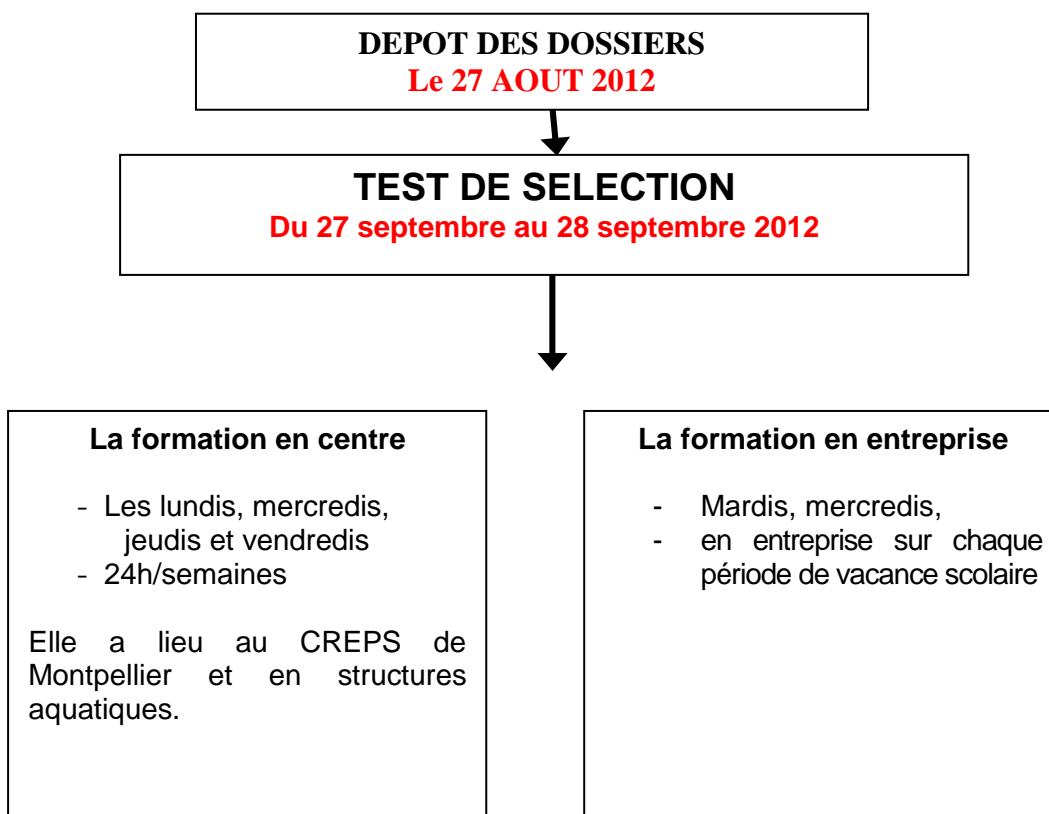 DEPOT DES DOSSIERS
Le 27 AOUT 2012
TEST DE SELECTION
Du 27 septembre au 28 septembre 2012
La formation en centre
- Les lundis, mercredis,
jeudis et vendredis
- 24h/semaines
Elle a lieu au CREPS de
Montpellier et en structures
aquatiques.
La formation en entreprise
- Mardis, mercredis,
- en entreprise sur chaque
période de vacance scolaire